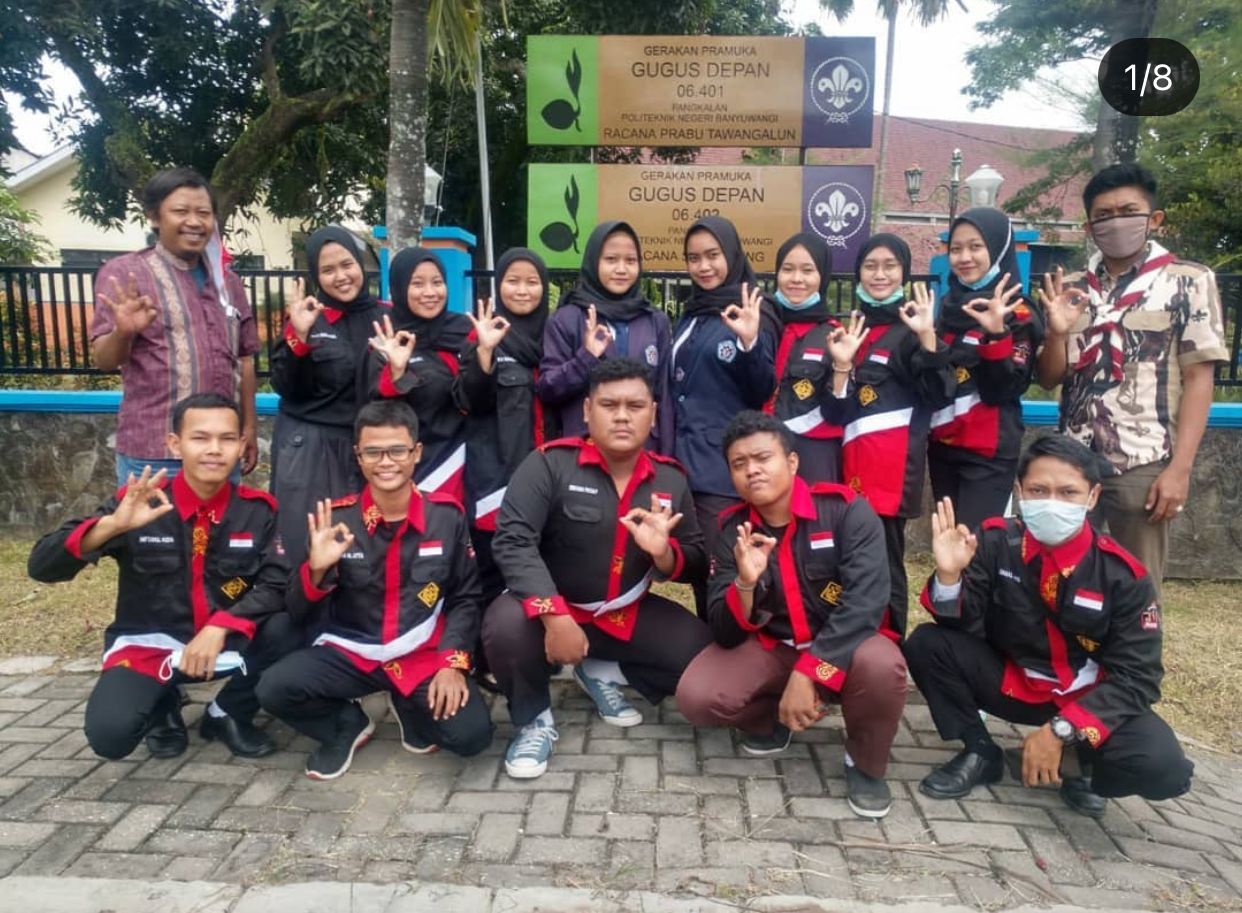 1/8
GERAKAN PRAMUKA
GUGUS DEPAN
06.401
PANGKALAN
POLITEKNIK NEGERI BANYUWANGI
RACANA PRABU TAWANGALUN
GERAKAN PRAMUKA
GUGUS DEPAN
06.402